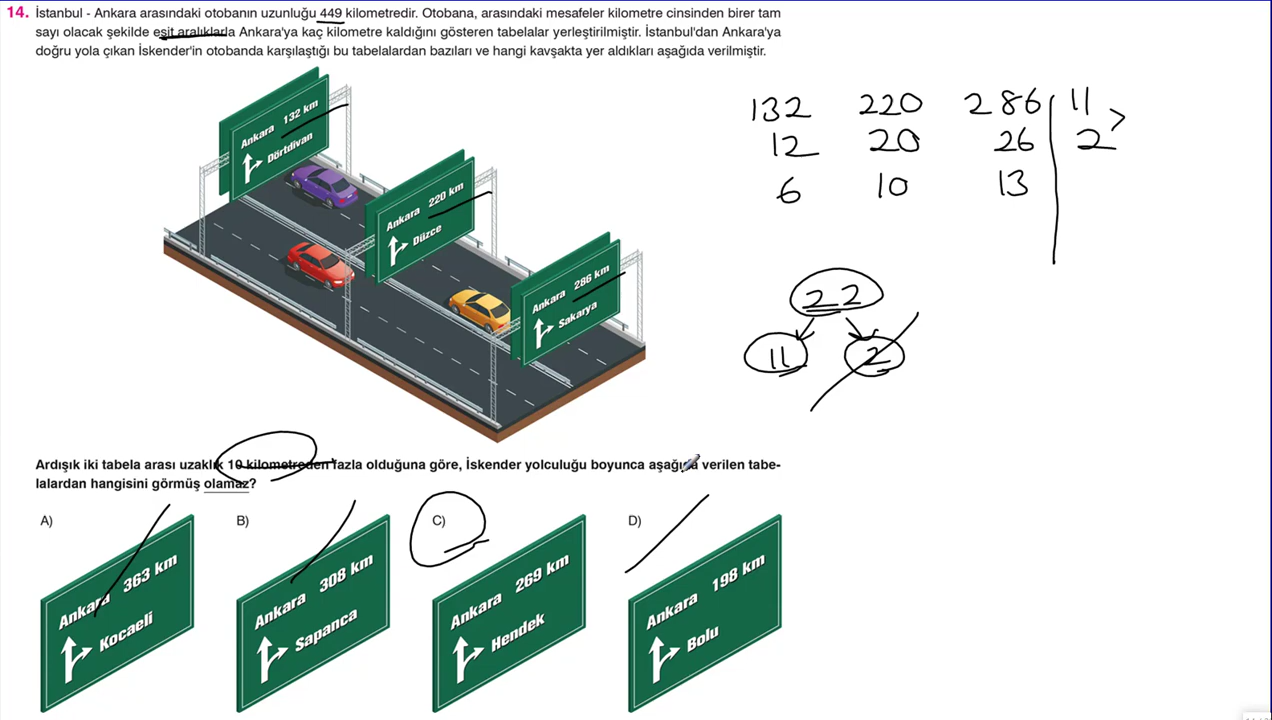 14. İstanbul - Ankara arasındaki otobanın uzunluğu 449 kilometredir. Otobana, arasındaki mesafeler kilometre cinsinden birer tam
sayı olacak şekilde eşit aralıklarla Ankara'ya kaç kilometre kaldığını gösteren tabelalar yerleştirilmiştir. İstanbul'dan Ankara'ya
doğru yola çıkan İskender'in otobanda karşılaştığı bu tabelalardan bazıları ve hangi kavşakta yer aldıkları aşağıda verilmiştir.
Ankara 132 km
Dörtdivan
Ankara 220 km
Düzce
Ankara 286 km
Sakarya
132 220 286 11
12 20 26 2
6 10 13
22
11 2
Ardışık iki tabela arası uzaklık 10 kilometreden fazla olduğuna göre, İskender yolculuğu boyunca aşağıda verilen tabe-
lalardan hangisini görmüş olamaz?
A)
Ankara 363 km
Kocaeli
B)
Ankara 308 km
Sapanca
C)
Ankara 269 km
Hendek
D)
Ankara 198 km
Bolu